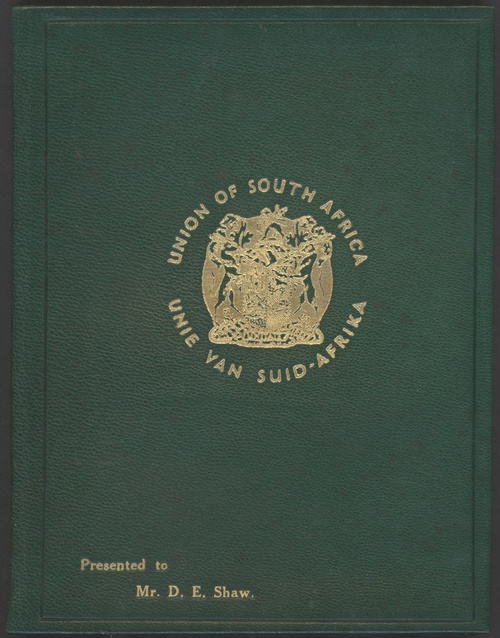 UNION OF SOUTH AFRICA
UNIE VAN SUID-AFRIKA
Presented to
Mr. D. E. Shaw.